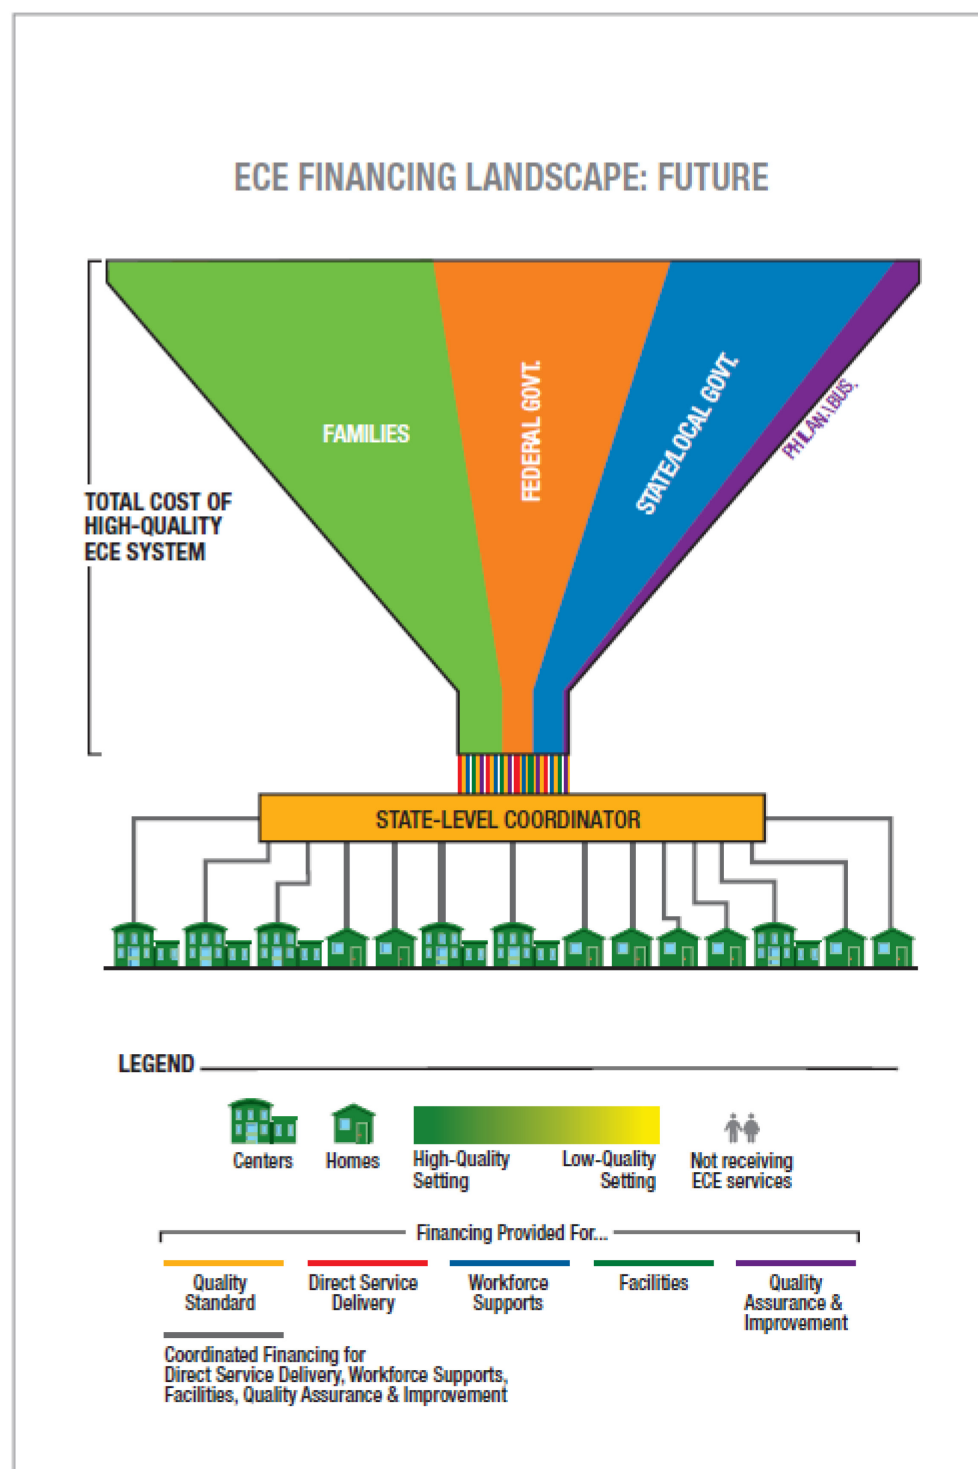 ECE FINANCING LANDSCAPE: FUTURE
FAMILIES
FEDERAL GOVT.
STATE/LOCAL GOVT.
PHILAN.\BUS.
TOTAL COST OF
HIGH-QUALITY
ECE SYSTEM
STATE-LEVEL COORDINATOR
LEGEND
Centers
Homes
High-Quality
Setting
Low-Quality
Setting
Not receiving
ECE services
Financing Provided For...
Quality
Standard
Direct Service
Delivery
Workforce
Supports
Facilities
Quality
Assurance &
Improvement
Coordinated Financing for
Direct Service Delivery, Workforce Supports,
Facilities, Quality Assurance & Improvement